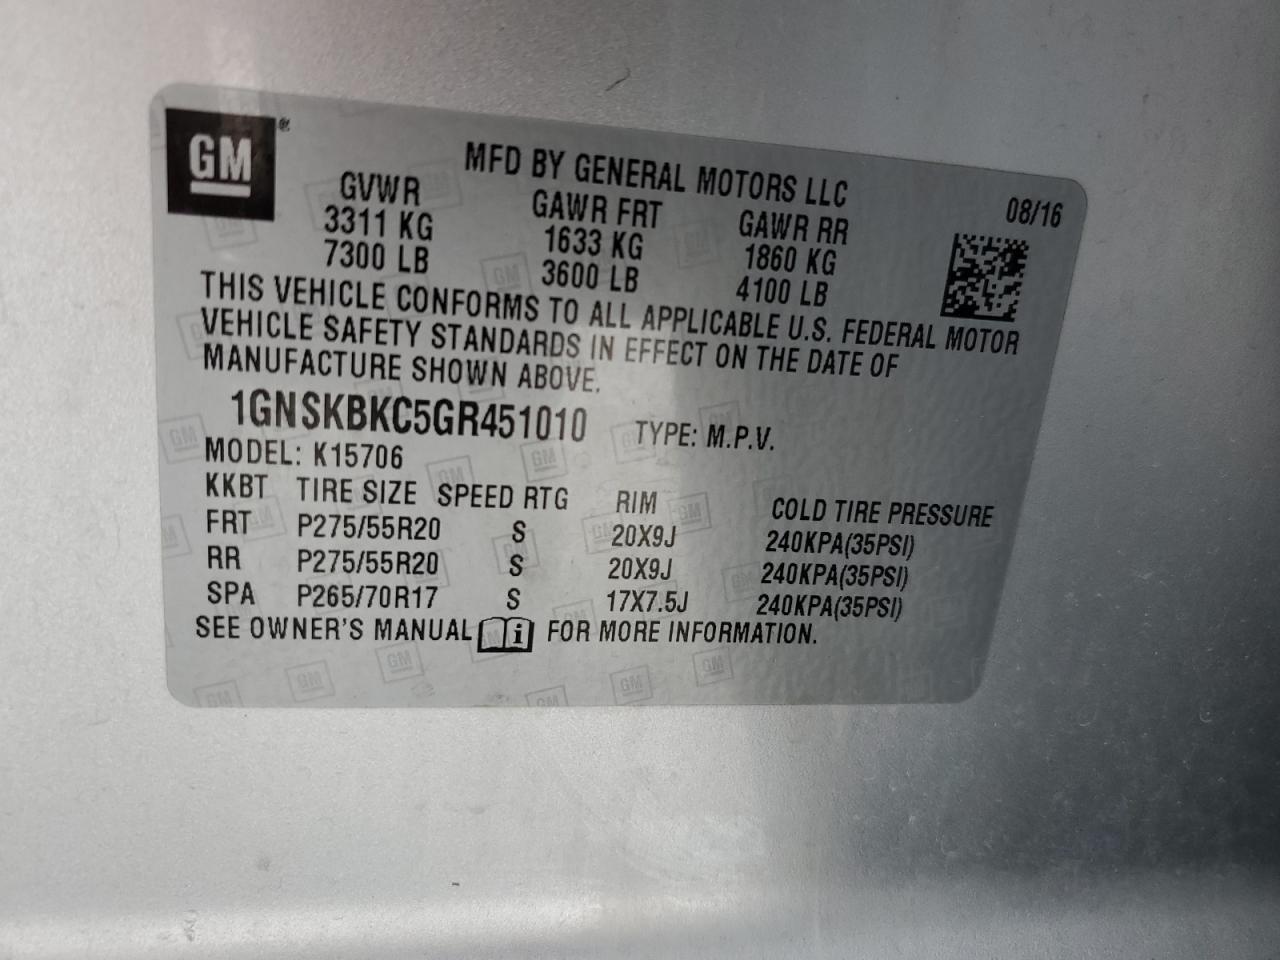 GM ®
MFD BY GENERAL MOTORS LLC
08/16
GVWR GAWR FRT GAWR RR
3311 KG 1633 KG 1860 KG
7300 LB 3600 LB 4100 LB
THIS VEHICLE CONFORMS TO ALL APPLICABLE U.S. FEDERAL MOTOR
VEHICLE SAFETY STANDARDS IN EFFECT ON THE DATE OF
MANUFACTURE SHOWN ABOVE.
1GNSKBKC5GR451010 TYPE: M.P.V.
MODEL: K15706
KKBT TIRE SIZE SPEED RTG RIM COLD TIRE PRESSURE
FRT P275/55R20 S 20X9J 240KPA(35PSI)
RR P275/55R20 S 20X9J 240KPA(35PSI)
SPA P265/70R17 S 17X7.5J 240KPA(35PSI)
SEE OWNER'S MANUAL i FOR MORE INFORMATION.